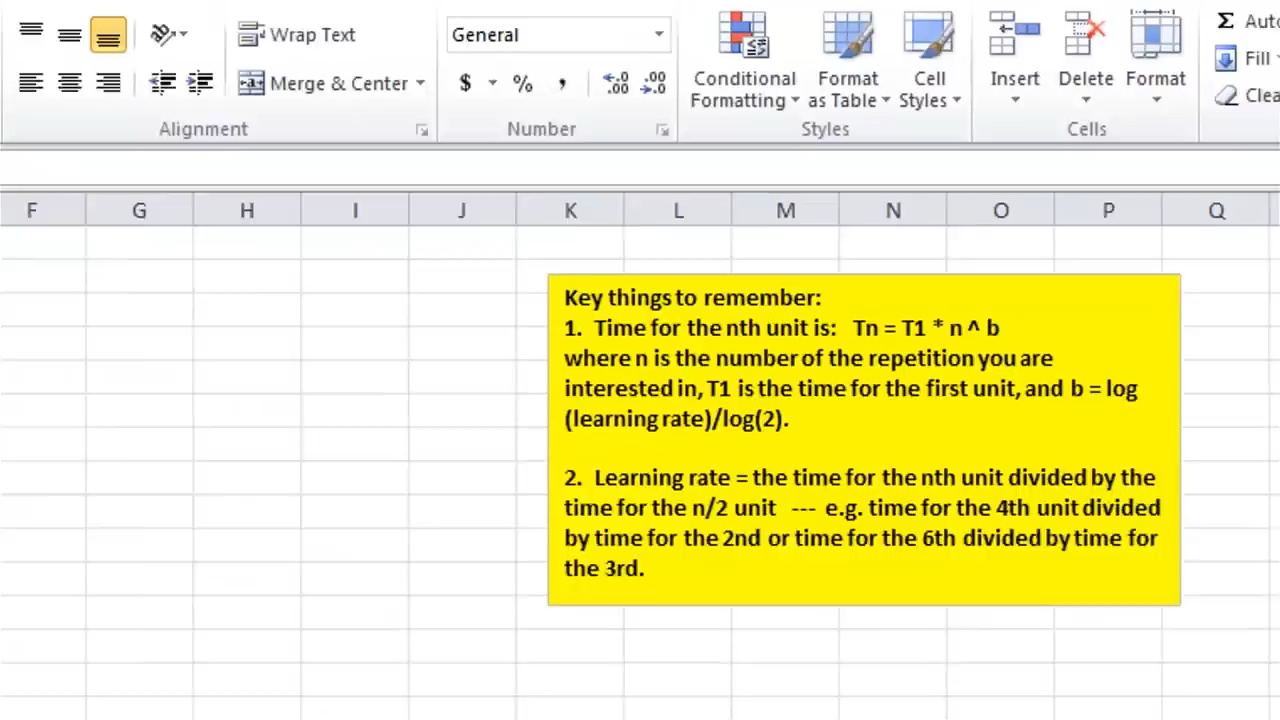 Wrap Text
General
Merge & Center
$ % ,
Conditional Formatting
Format as Table
Cell Styles
Insert
Delete
Format
Σ
Fill
Alignment
Number
Styles
Cells
F G H I J K L M N O P Q
Key things to remember:
1. Time for the nth unit is: Tn = T1 * n ^ b
where n is the number of the repetition you are
interested in, T1 is the time for the first unit, and b = log
(learning rate)/log(2).
2. Learning rate = the time for the nth unit divided by the
time for the n/2 unit --- e.g. time for the 4th unit divided
by time for the 2nd or time for the 6th divided by time for
the 3rd.